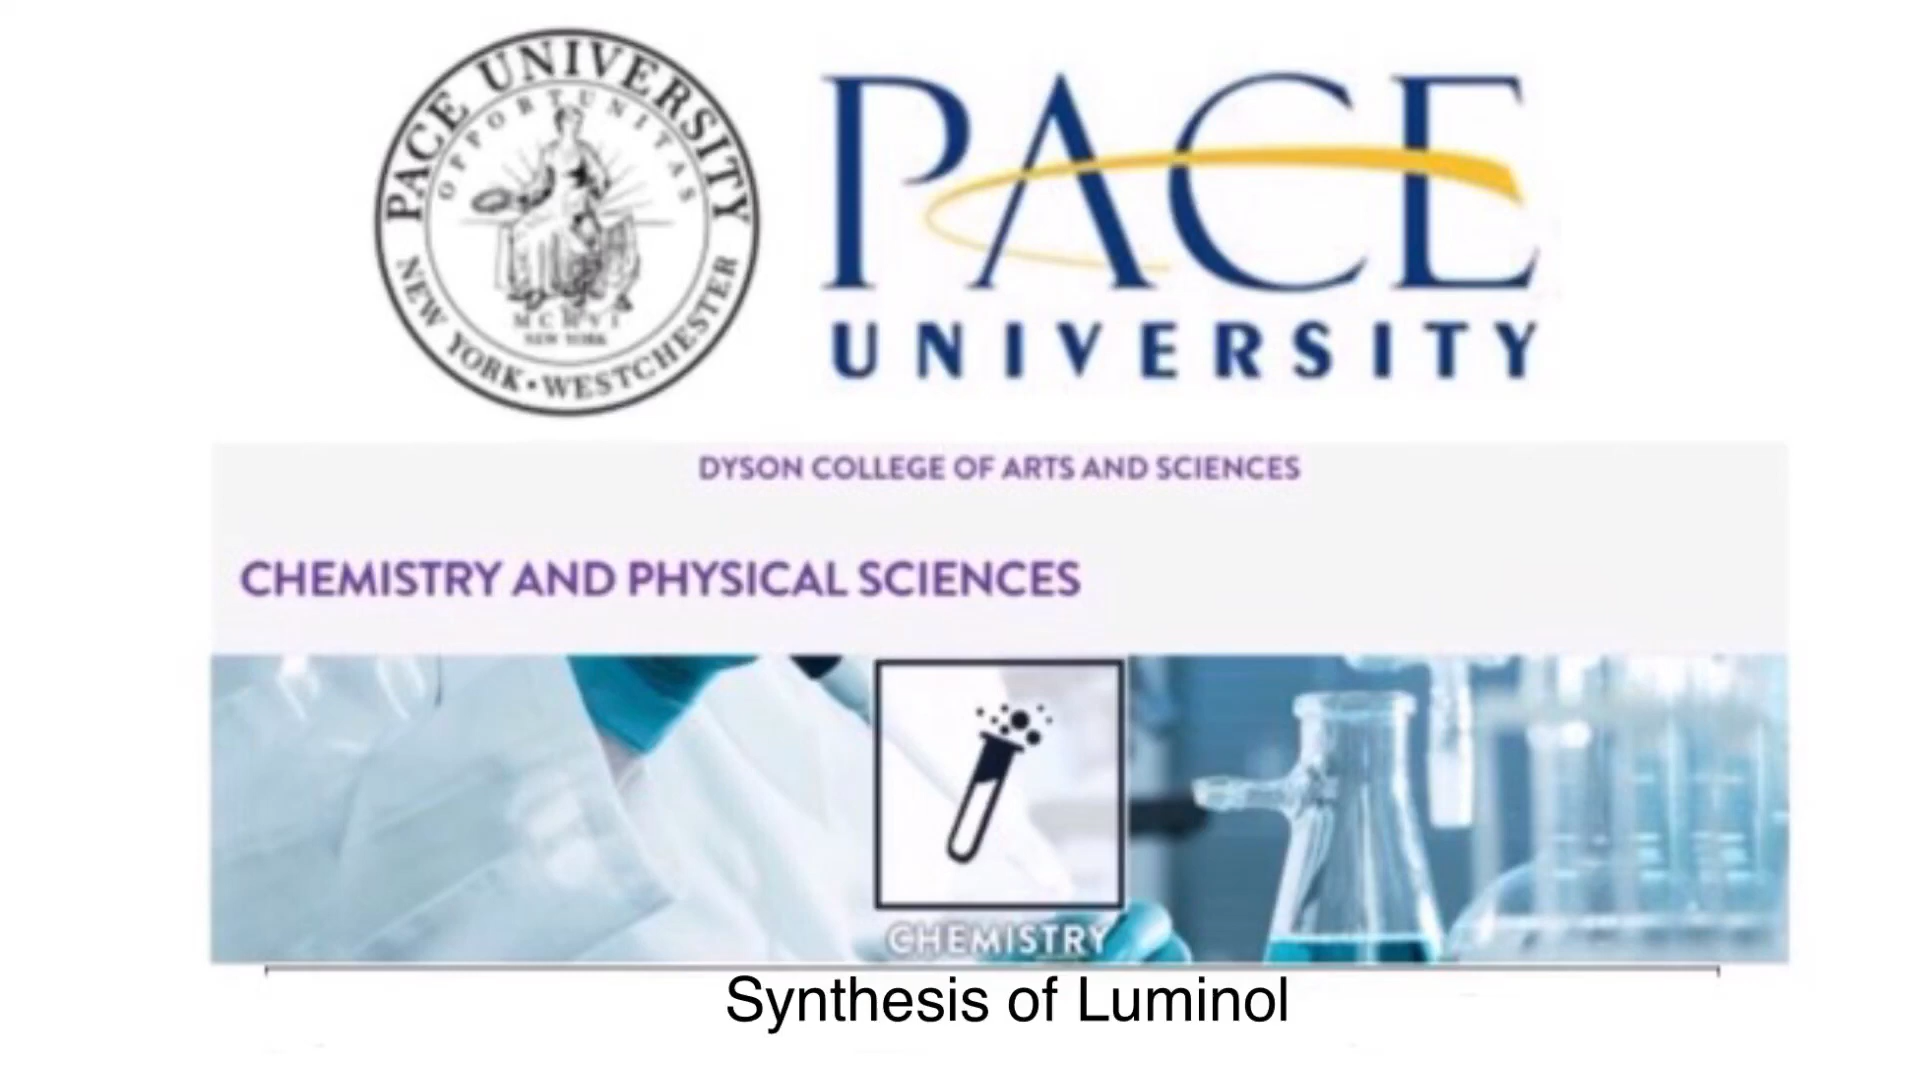 PACE UNIVERSITY
OPPORTUNITAS
NEW YORK • WESTCHESTER
NEW YORK
PACE
UNIVERSITY
DYSON COLLEGE OF ARTS AND SCIENCES
CHEMISTRY AND PHYSICAL SCIENCES
CHEMISTRY
Synthesis of Luminol